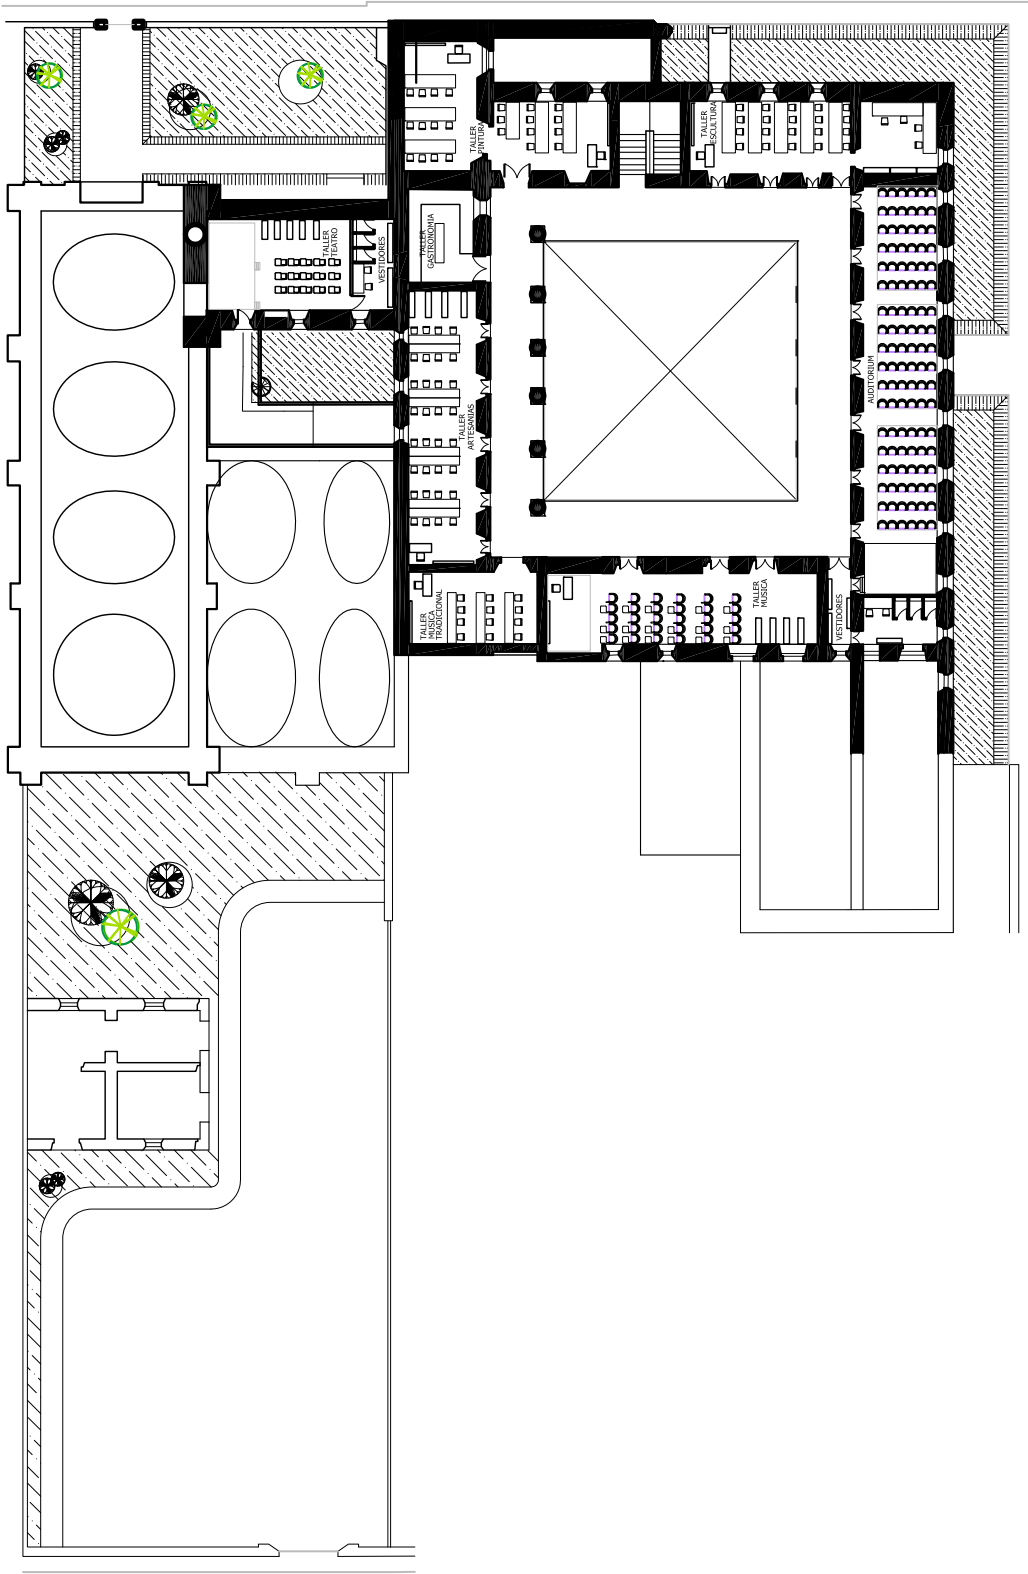 TALLER
PINTURA
TALLER
ESCULTURA
TALLER
TEATRO
VESTIDORES
TALLER
GASTRONOMIA
TALLER
ARTESANIAS
AUDITORIUM
TALLER
MUSICA
TRADICIONAL
TALLER
MUSICA
VESTIDORES